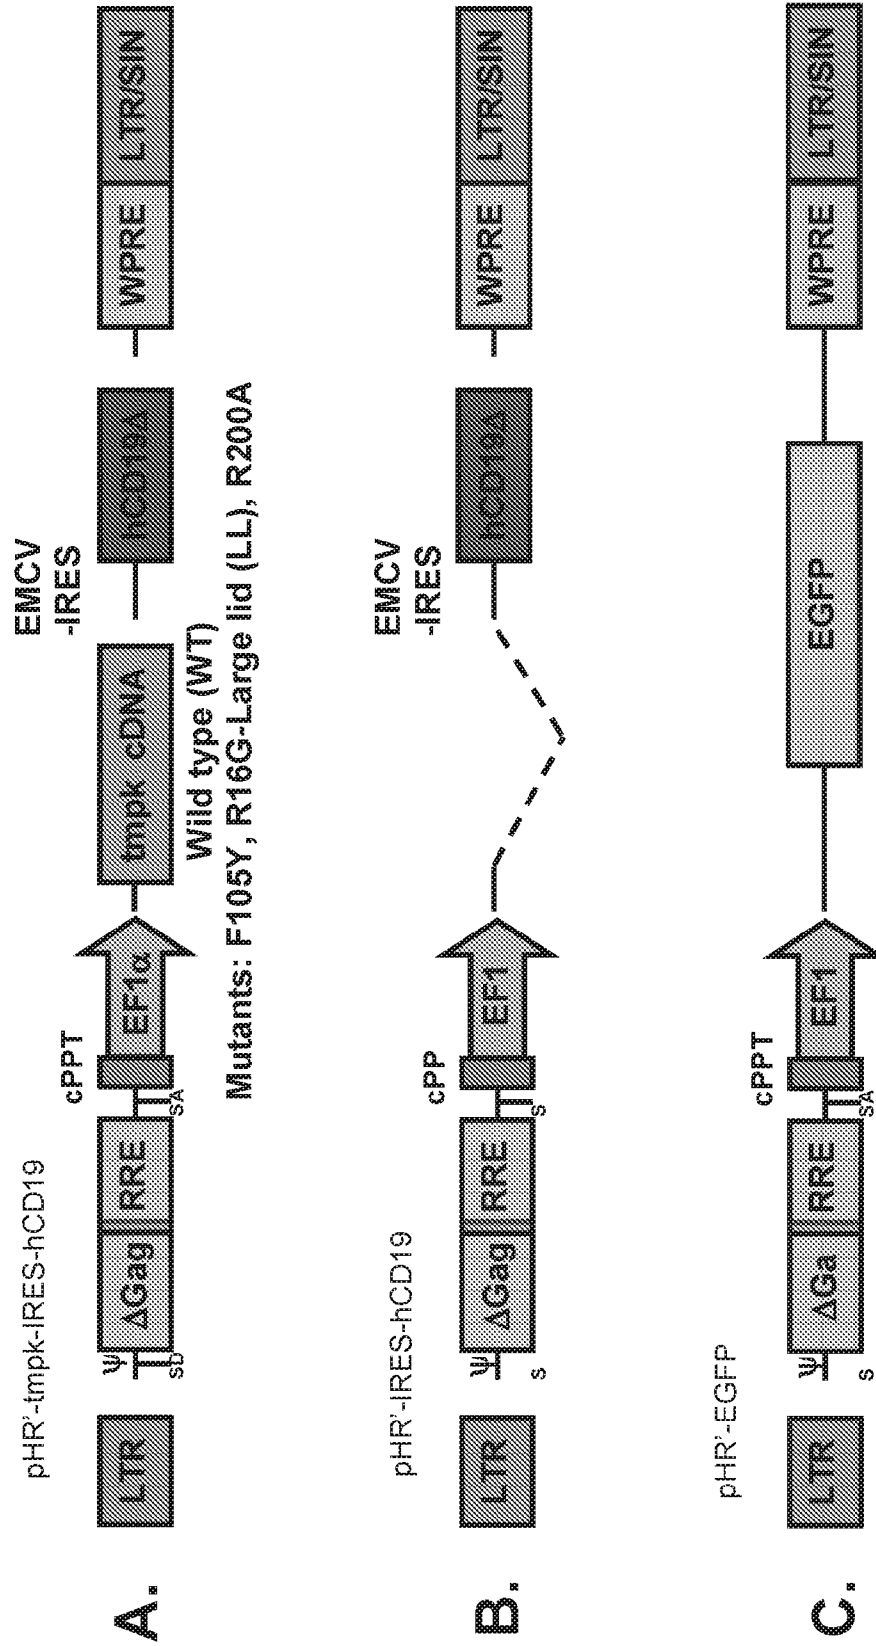 A.
pHR'-tmpk-IRES-hCD19
LTR
Ψ
SD
ΔGag
RRE
SA
cPPT
EF1α
tmpk cDNA
EMCV
-IRES
hCD19Δ
WPRE
LTR/SIN
Wild type (WT)
Mutants: F105Y, R16G-Large lid (LL), R200A
B.
pHR'-IRES-hCD19
LTR
Ψ
S
ΔGag
RRE
S
cPP
EF1
EMCV
-IRES
hCD19Δ
WPRE
LTR/SIN
C.
pHR'-EGFP
LTR
Ψ
S
ΔGa
RRE
SA
cPPT
EF1
EGFP
WPRE
LTR/SIN